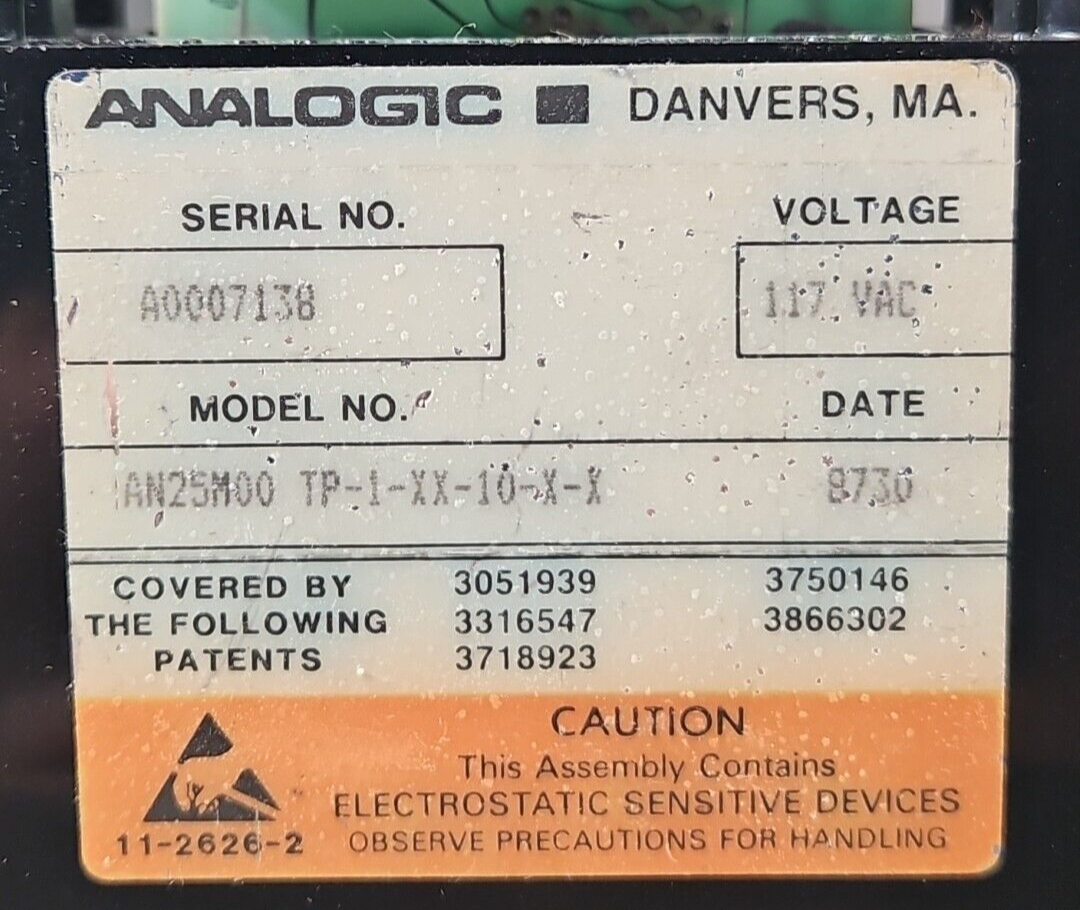 ANALOGIC DANVERS, MA.
SERIAL NO. VOLTAGE
A0007138 117 VAC
MODEL NO. DATE
AN25M00 TP-1-XX-10-X-X 8730
COVERED BY 3051939 3750146
THE FOLLOWING 3316547 3866302
PATENTS 3718923
CAUTION
This Assembly Contains
ELECTROSTATIC SENSITIVE DEVICES
11-2626-2 OBSERVE PRECAUTIONS FOR HANDLING